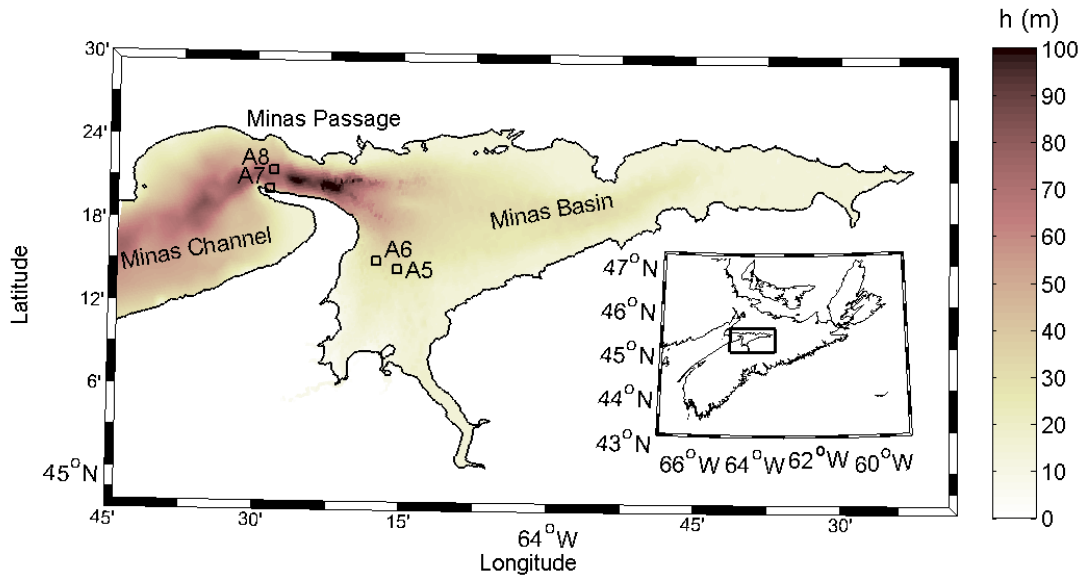 h (m)
30'
24'
18'
12'
6'
45°N
Latitude
45'
30'
15'
64°W
45'
30'
Longitude
Minas Passage
A8
A7
Minas Channel
Minas Basin
A6
A5
47°N
46°N
45°N
44°N
43°N
66°W 64°W 62°W 60°W
100
90
80
70
60
50
40
30
20
10
0